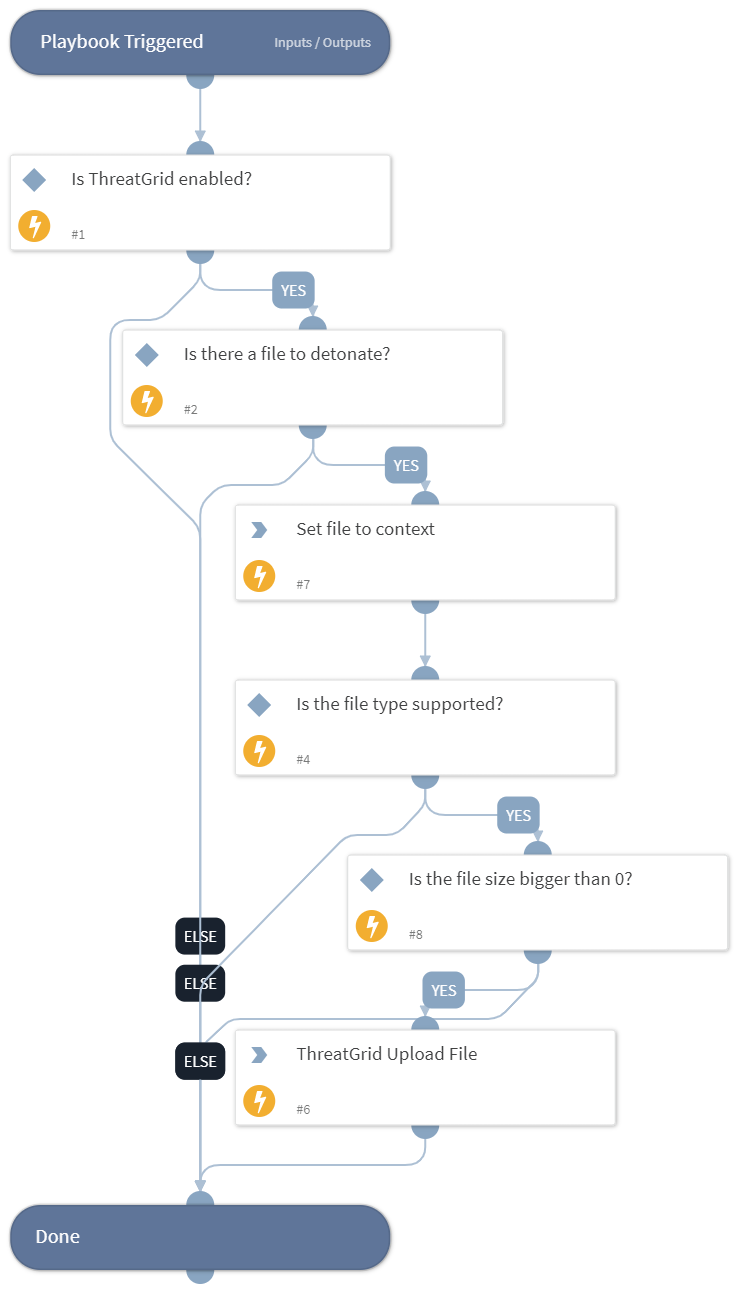 Playbook Triggered Inputs / Outputs
Is ThreatGrid enabled?
#1
YES
Is there a file to detonate?
#2
YES
Set file to context
#7
Is the file type supported?
#4
YES
Is the file size bigger than 0?
#8
ELSE
ELSE
YES
ELSE
ThreatGrid Upload File
#6
Done